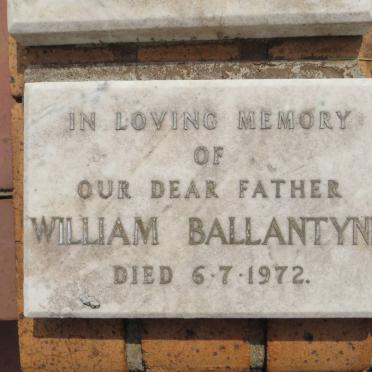 IN LOVING MEMORY
OF
OUR DEAR FATHER
WILLIAM BALLANTYN
DIED 6·7·1972.